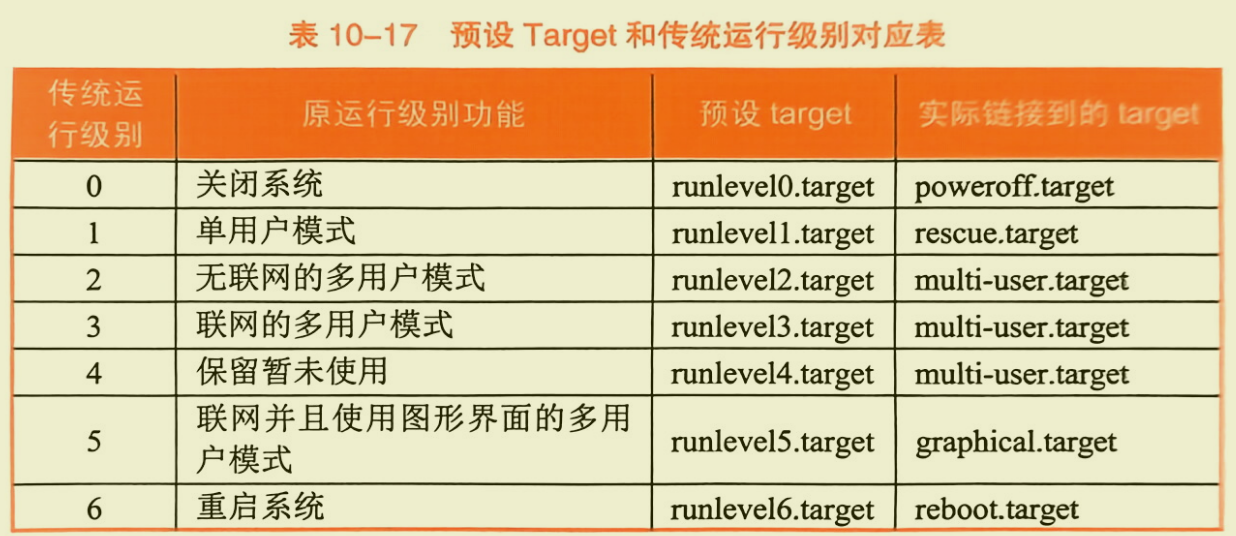 表 10–17 预设 Target 和传统运行级别对应表
传统运行级别 原运行级别功能 预设 target 实际链接到的 target
0 关闭系统 runlevel0.target poweroff.target
1 单用户模式 runlevel1.target rescue.target
2 无联网的多用户模式 runlevel2.target multi-user.target
3 联网的多用户模式 runlevel3.target multi-user.target
4 保留暂未使用 runlevel4.target multi-user.target
5 联网并且使用图形界面的多用户模式 runlevel5.target graphical.target
6 重启系统 runlevel6.target reboot.target